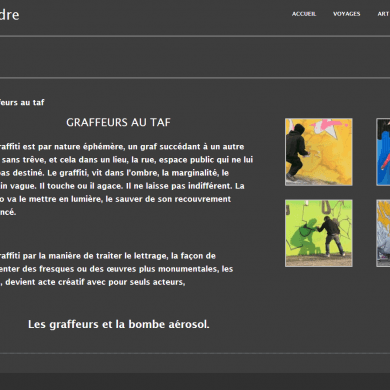 dre
ACCUEIL VOYAGES ART
eurs au taf
GRAFFEURS AU TAF
raffiti est par nature éphémère, un graf succédant à un autre
sans trêve, et cela dans un lieu, la rue, espace public qui ne lui
pas destiné. Le graffiti, vit dans l'ombre, la marginalité, le
in vague. Il touche ou il agace. Il ne laisse pas indifférent. La
o va le mettre en lumière, le sauver de son recouvrement
ncé.
raffiti par la manière de traiter le lettrage, la façon de
enter des fresques ou des œuvres plus monumentales, les
, devient acte créatif avec pour seuls acteurs,
Les graffeurs et la bombe aérosol.